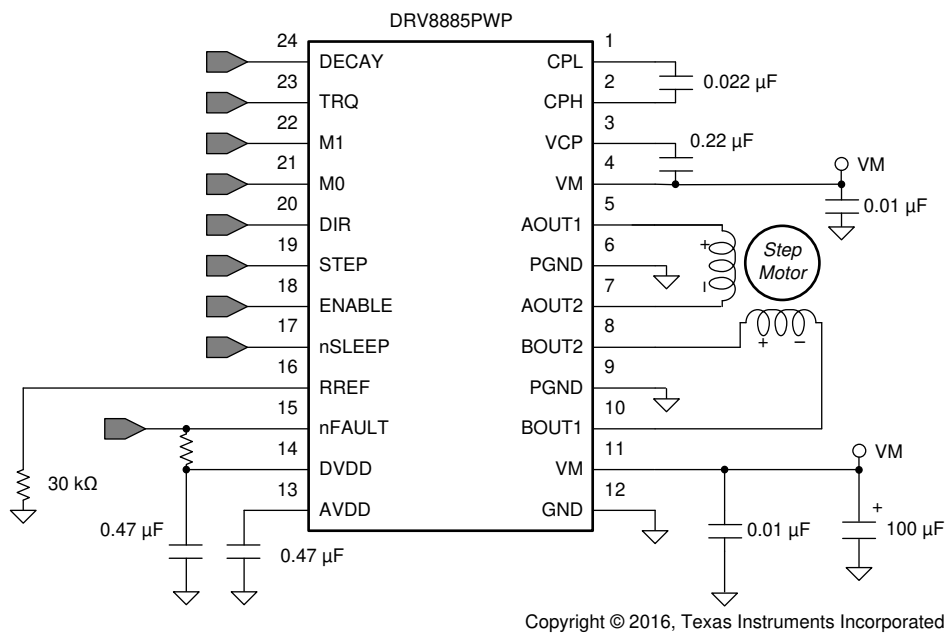 DRV8885PWP
24
DECAY
CPL
1
23
TRQ
CPH
2
0.022 µF
22
M1
VCP
3
0.22 µF
21
M0
VM
4
VM
0.01 µF
20
DIR
AOUT1
5
19
STEP
PGND
6
+
–
Step
Motor
18
ENABLE
AOUT2
7
17
nSLEEP
BOUT2
8
+ –
16
RREF
PGND
9
15
nFAULT
BOUT1
10
14
DVDD
VM
11
VM
30 kΩ
13
AVDD
GND
12
0.47 µF
0.47 µF
0.01 µF
+
100 µF
Copyright © 2016, Texas Instruments Incorporated